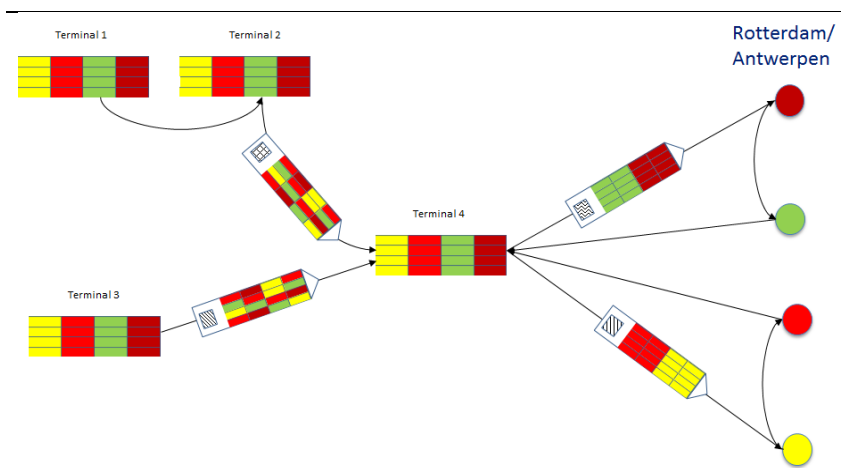 Terminal 1
Terminal 2
Rotterdam/
Antwerpen
Terminal 4
Terminal 3